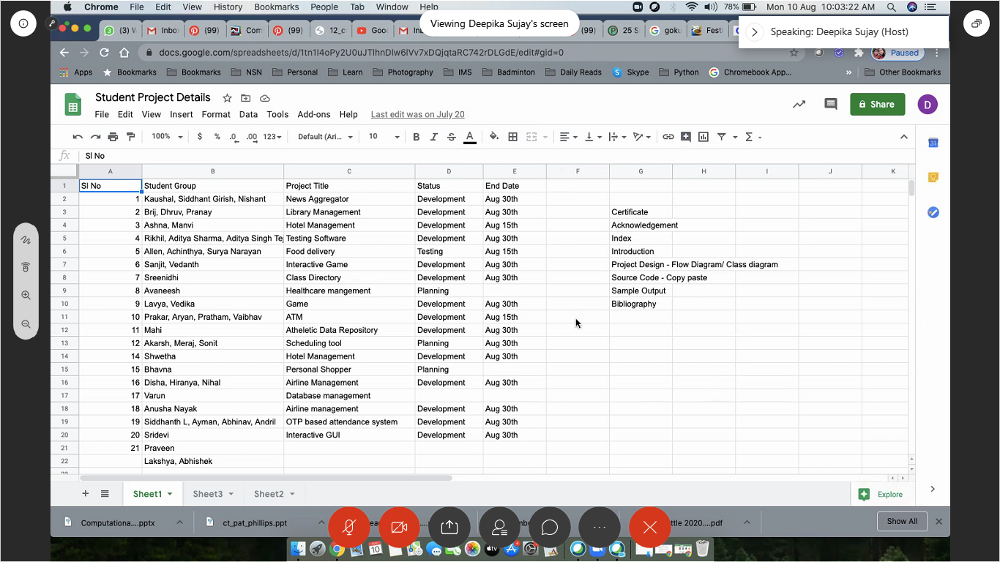 Chrome File Edit View History Bookmarks People Tab Window Help 78% Mon 10 Aug 10:03:22 AM
Viewing Deepika Sujay's screen
Speaking: Deepika Sujay (Host)
(3) Inbo (99) Com (99) 12_c Goo In (99) 25 S goku Festi
docs.google.com/spreadsheets/d/1tn1I4oPy2U0uJTIhnDIw6lVv7xDQjqtaRC742rDLGdE/edit#gid=0 Paused
Apps Bookmarks Bookmarks NSN Personal Learn Photography IMS Badminton Daily Reads Skype Python Chromebook App... » Other Bookmarks
Student Project Details
File Edit View Insert Format Data Tools Add-ons Help Last edit was on July 20
Share D
100% $ % .0 .00 123 Default (Ari... 10 B I S A
fx Sl No
A B C D E F G H I J K
1 Sl No Student Group Project Title Status End Date
2 1 Kaushal, Siddhant Girish, Nishant News Aggregator Development Aug 30th
3 2 Brij, Dhruv, Pranay Library Management Development Aug 30th Certificate
4 3 Ashna, Manvi Hotel Management Development Aug 15th Acknowledgement
5 4 Rikhil, Aditya Sharma, Aditya Singh Te Testing Software Development Aug 30th Index
6 5 Allen, Achinthya, Surya Narayan Food delivery Testing Aug 15th Introduction
7 6 Sanjit, Vedanth Interactive Game Development Aug 30th Project Design - Flow Diagram/ Class diagram
8 7 Sreenidhi Class Directory Development Aug 30th Source Code - Copy paste
9 8 Avaneesh Healthcare mangement Planning Sample Output
10 9 Lavya, Vedika Game Development Aug 30th Bibliography
11 10 Prakar, Aryan, Pratham, Vaibhav ATM Development Aug 15th
12 11 Mahi Atheletic Data Repository Development Aug 30th
13 12 Akarsh, Meraj, Sonit Scheduling tool Planning Aug 30th
14 14 Shwetha Hotel Management Development Aug 30th
15 15 Bhavna Personal Shopper Planning
16 16 Disha, Hiranya, Nihal Airline Management Development Aug 30th
17 17 Varun Database management
18 18 Anusha Nayak Airline management Development Aug 30th
19 19 Siddhanth L, Ayman, Abhinav, Andril OTP based attendance system Development Aug 30th
20 20 Sridevi Interactive GUI Development Aug 30th
21 21 Praveen
22 Lakshya, Abhishek
Sheet1 Sheet3 Sheet2 Explore
Computationa....pptx ct_pat_phillips.ppt ttle 2020....pdf Show All